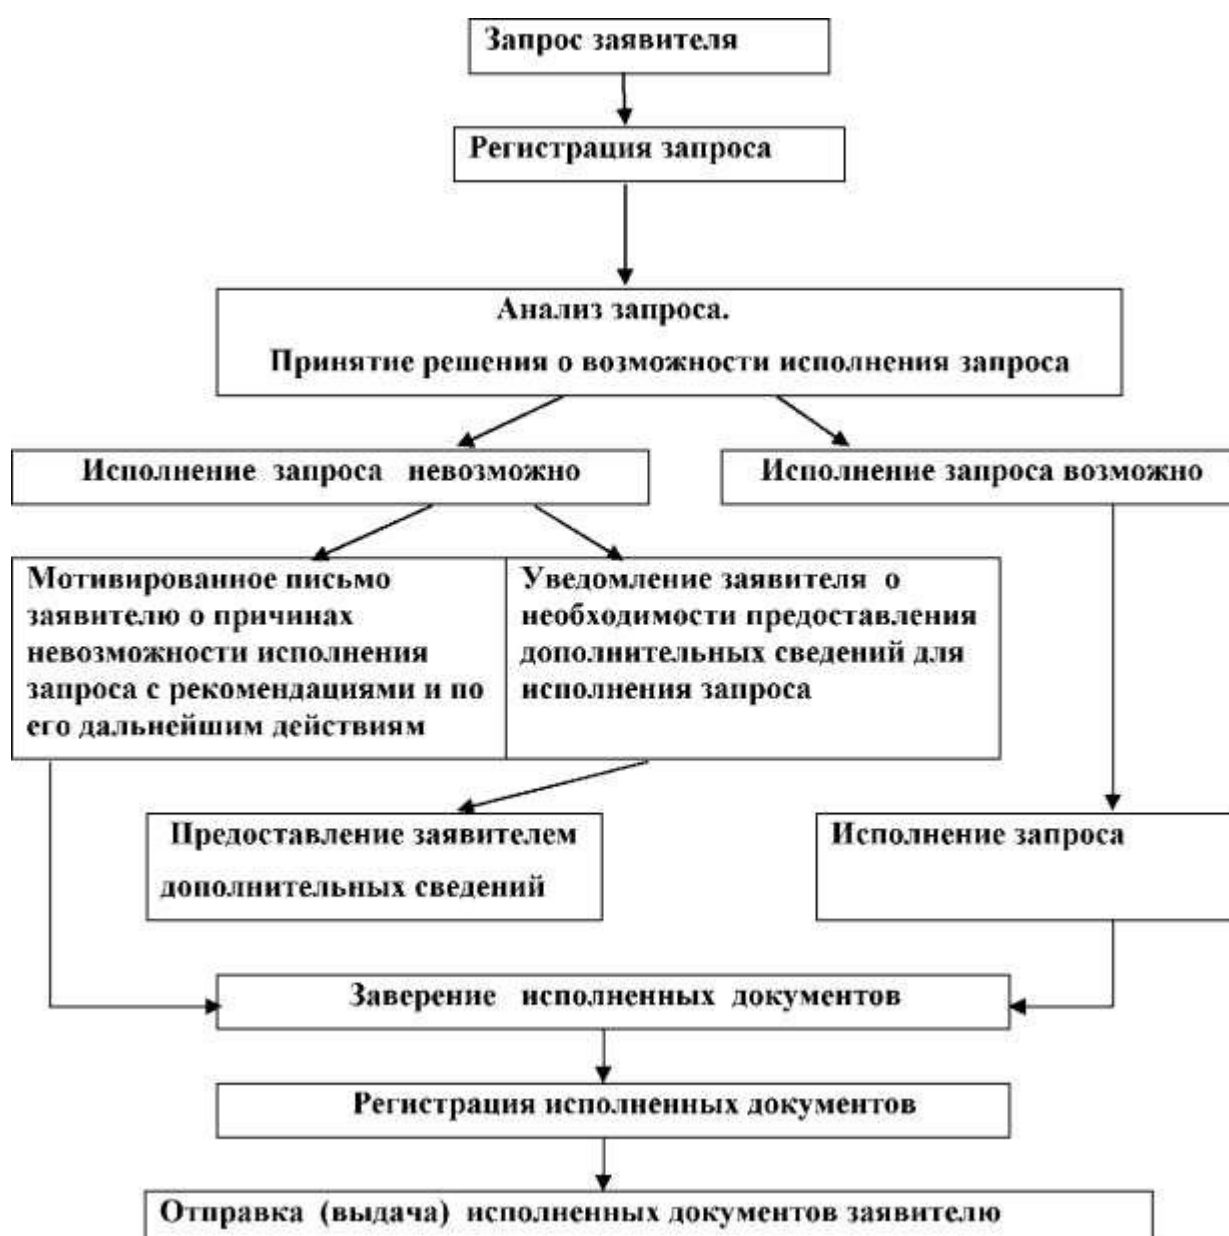 Запрос заявителя
Регистрация запроса
Анализ запроса.
Принятие решения о возможности исполнения запроса
Исполнение запроса невозможно
Исполнение запроса возможно
Мотивированное письмо
заявителю о причинах
невозможности исполнения
запроса с рекомендациями и по
его дальнейшим действиям
Уведомление заявителя о
необходимости предоставления
дополнительных сведений для
исполнения запроса
Предоставление заявителем
дополнительных сведений
Исполнение запроса
Заверение исполненных документов
Регистрация исполненных документов
Отправка (выдача) исполненных документов заявителю